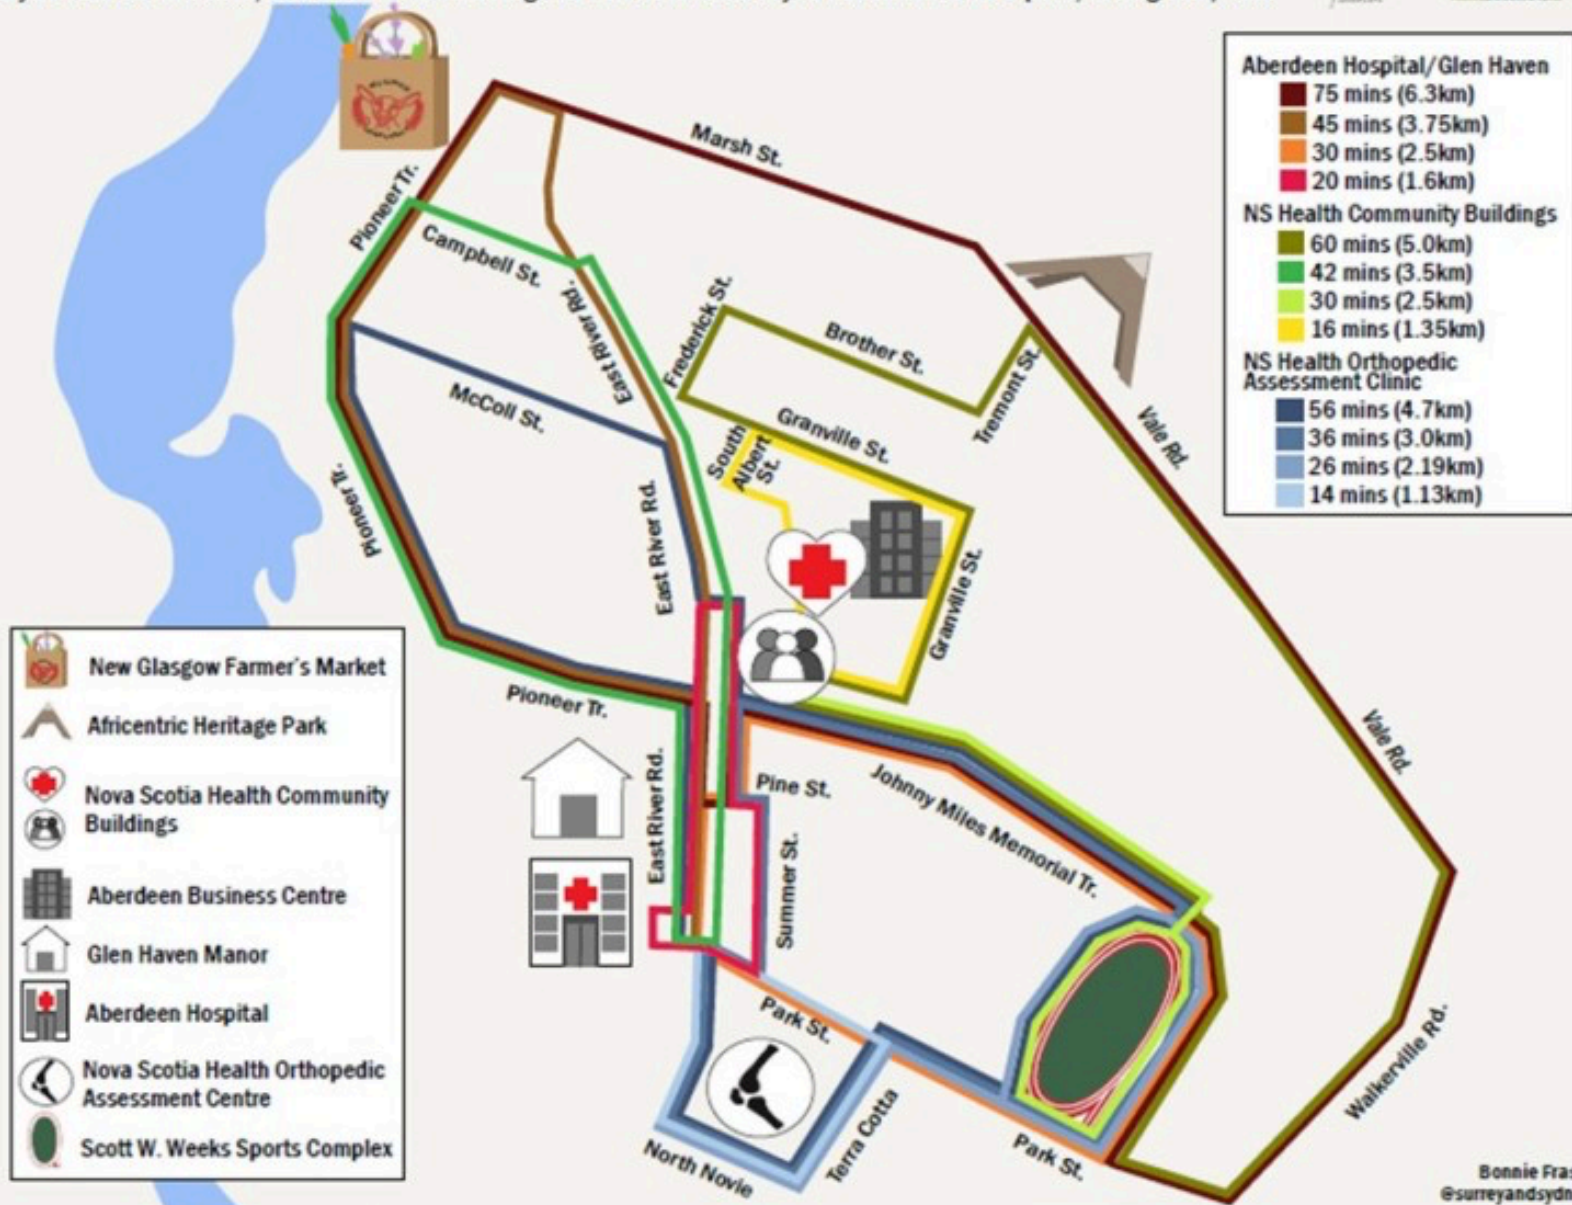 Aberdeen Hospital/Glen Haven
75 mins (6.3km)
45 mins (3.75km)
30 mins (2.5km)
20 mins (1.6km)
NS Health Community Buildings
60 mins (5.0km)
42 mins (3.5km)
30 mins (2.5km)
16 mins (1.35km)
NS Health Orthopedic
Assessment Clinic
56 mins (4.7km)
36 mins (3.0km)
26 mins (2.19km)
14 mins (1.13km)
Marsh St.
Pioneer Tr.
Campbell St.
East River Rd.
Frederick St.
Brother St.
Tremont St.
McColl St.
Granville St.
South
Albert
St.
Vale Rd.
Pioneer Tr.
East River Rd.
Granville St.
Pioneer Tr.
Vale Rd.
East River Rd.
Pine St.
Johnny Miles Memorial Tr.
Summer St.
Park St.
Terra Cotta
North Novie
Park St.
Walkerville Rd.
New Glasgow Farmer's Market
Africentric Heritage Park
Nova Scotia Health Community
Buildings
Aberdeen Business Centre
Glen Haven Manor
Aberdeen Hospital
Nova Scotia Health Orthopedic
Assessment Centre
Scott W. Weeks Sports Complex
Bonnie Fras
@surreyandsydn